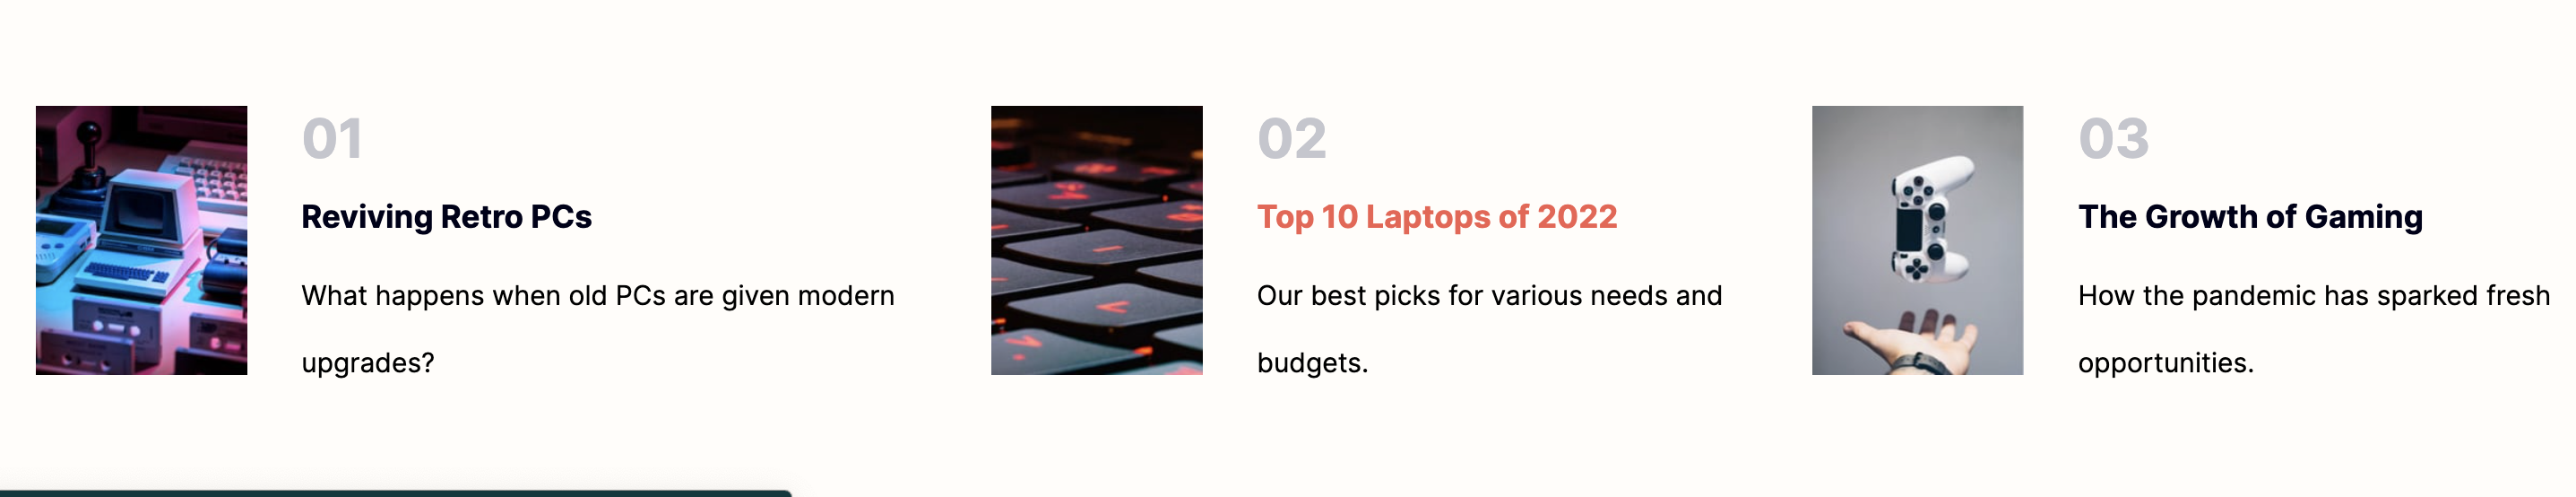 01
Reviving Retro PCs
What happens when old PCs are given modern
upgrades?
02
Top 10 Laptops of 2022
Our best picks for various needs and
budgets.
03
The Growth of Gaming
How the pandemic has sparked fresh
opportunities.